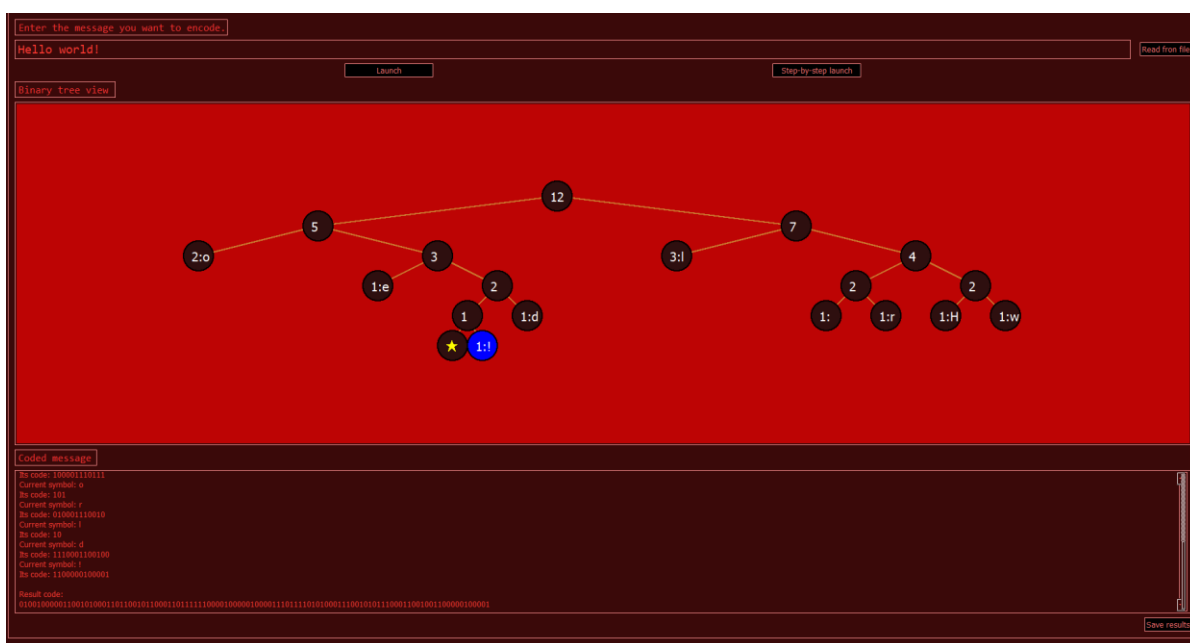 Enter the message you want to encode.
Hello world!
Read fron file
Launch
Step-by-step launch
Binary tree view
12
5
7
2:o
3
3:l
4
1:e
2
2
2
1
1:d
1:
1:r
1:H
1:w
1:!
Coded message
Its code: 100001110111
Current symbol: o
Its code: 101
Current symbol: r
Its code: 010001110010
Current symbol: l
Its code: 10
Current symbol: d
Its code: 1110001100100
Current symbol: !
Its code: 1100000100001
Result code:
Save results